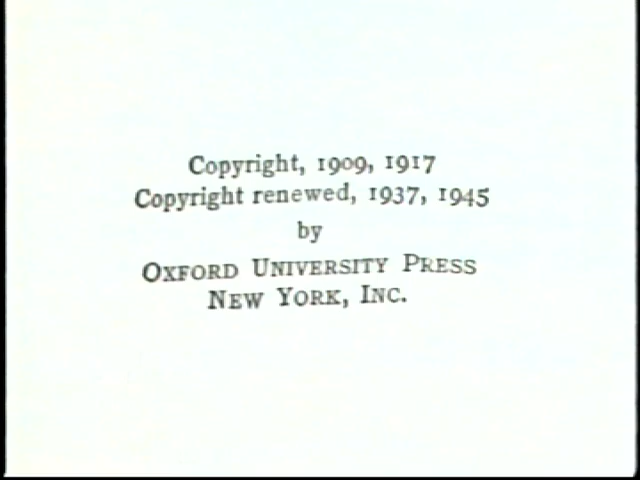 Copyright, 1909, 1917
Copyright renewed, 1937, 1945
by
OXFORD UNIVERSITY PRESS
NEW YORK, INC.